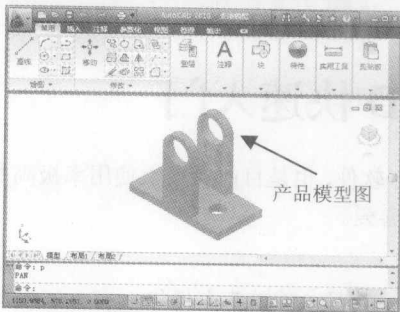 AutoCAD 2010
常用 插入 注释 参数化 视图 管理 输出
直线
移动
图层
注释
块
特性
实用工具
剪贴板
绘图
修改
产品模型图
模型 布局1 布局2
命令: p
PAN
命令: